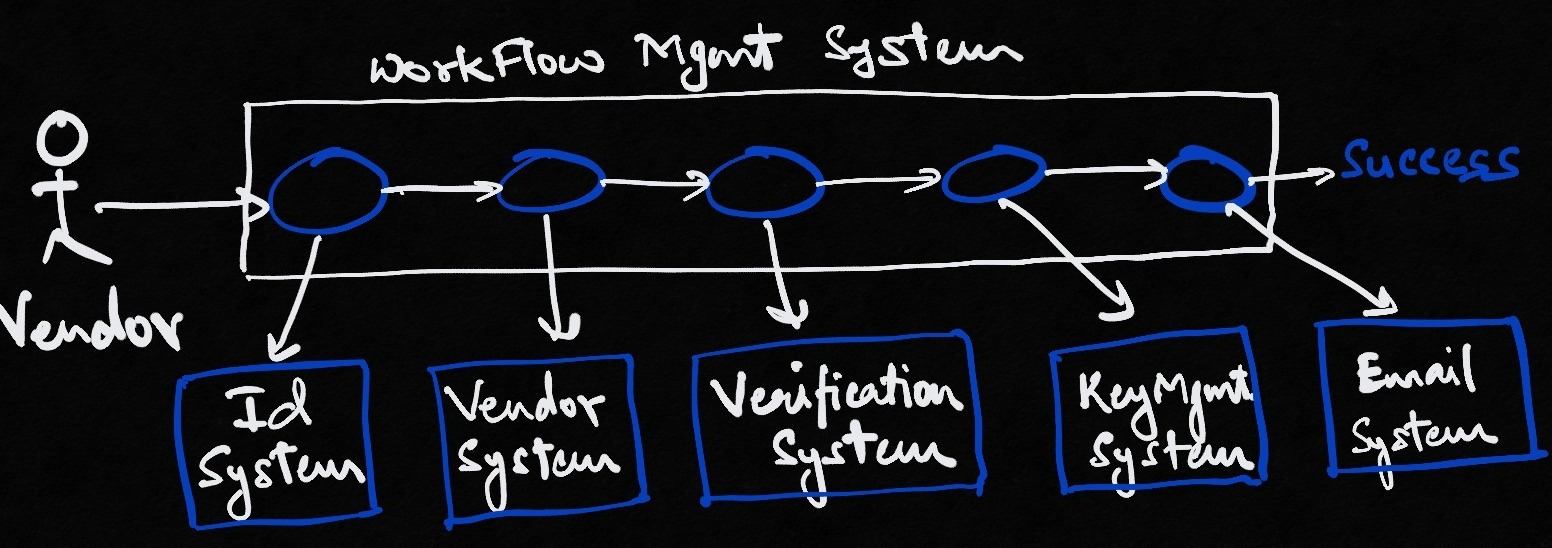 WorkFlow Mgmt System
Success
Vendor
Id
System
Vendor
System
Verification
System
KeyMgmt
System
Email
System